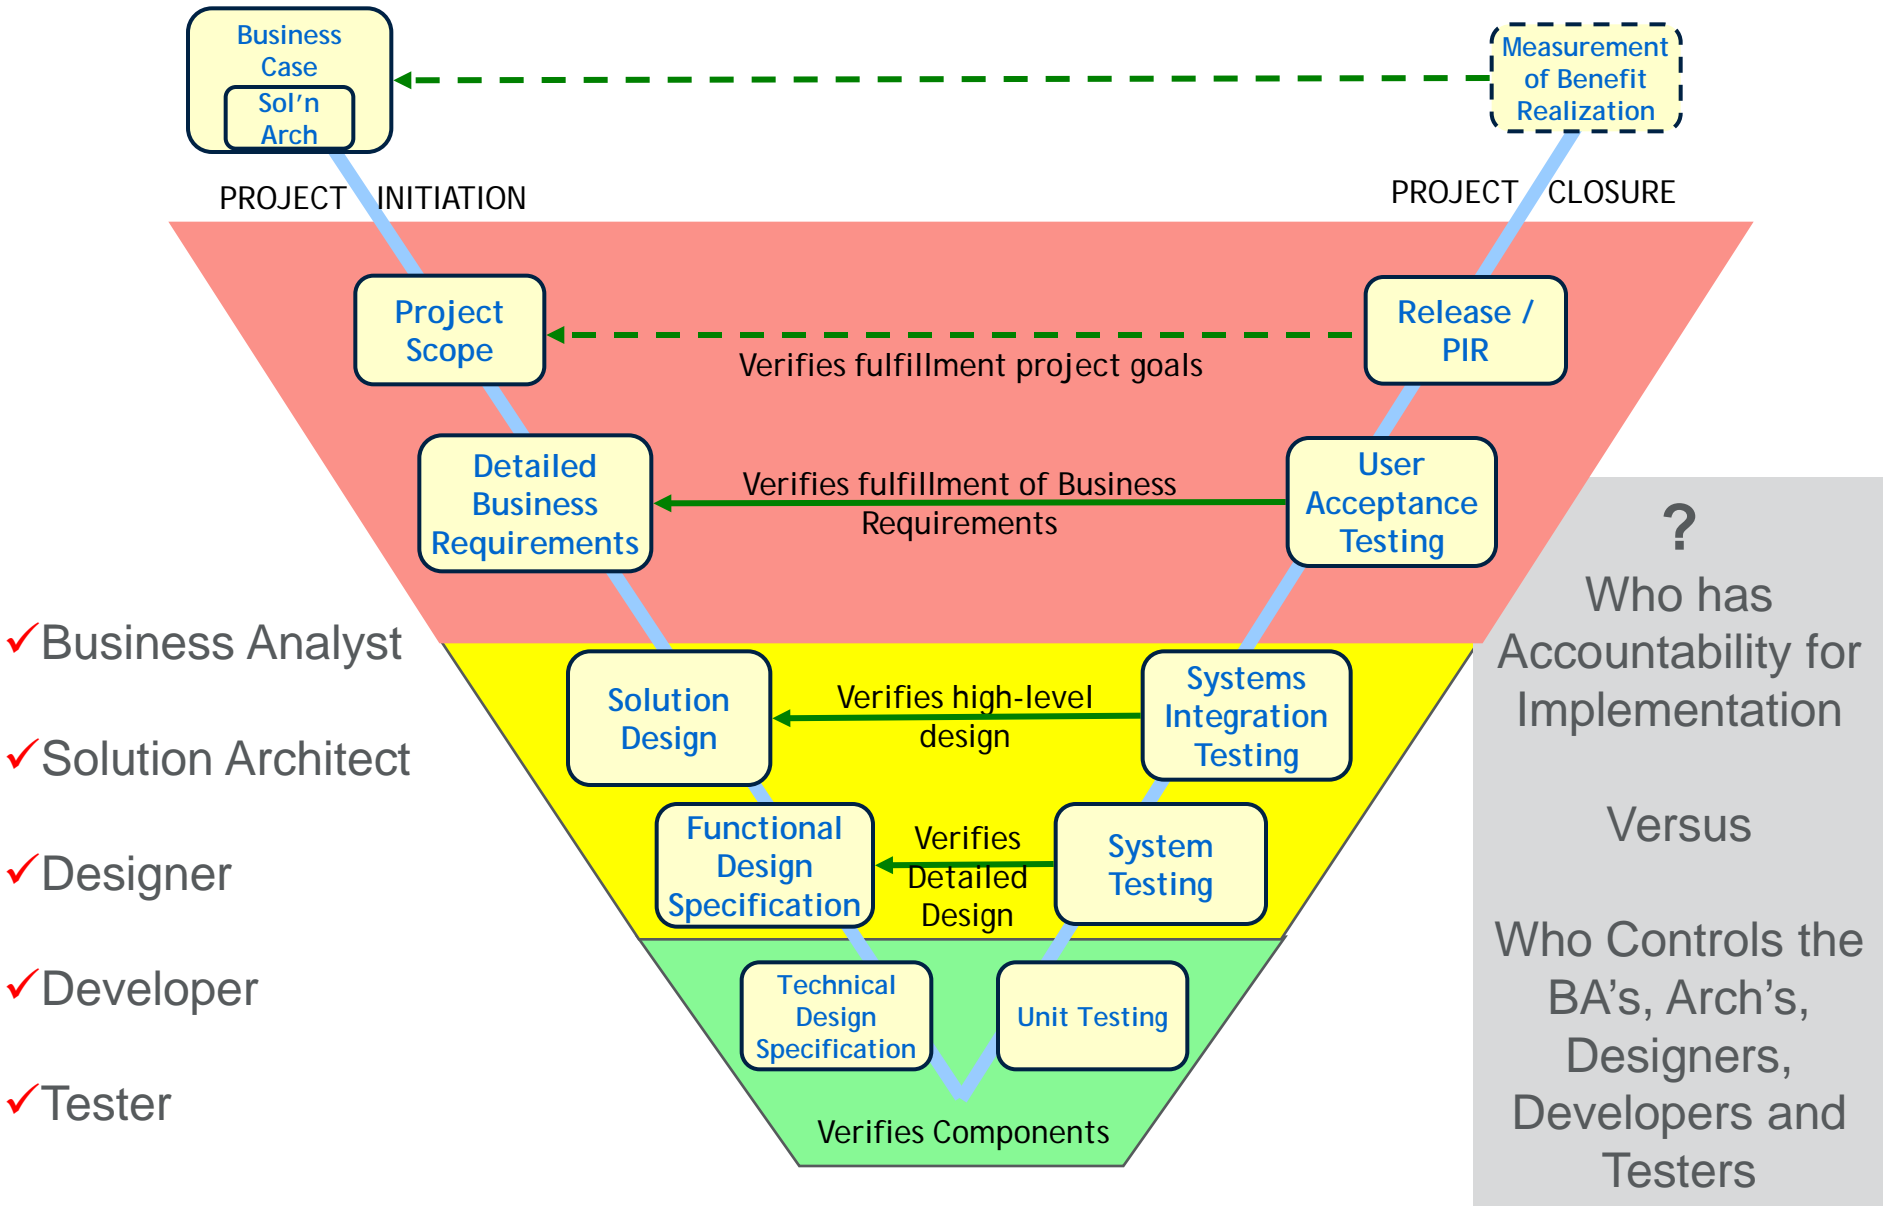 Business
Case
Sol’n
Arch
Measurement
of Benefit
Realization
PROJECT INITIATION
PROJECT CLOSURE
Project
Scope
Verifies fulfillment project goals
Release /
PIR
Detailed
Business
Requirements
Verifies fulfillment of Business
Requirements
User
Acceptance
Testing
✓Business Analyst
✓Solution Architect
✓Designer
✓Developer
✓Tester
Solution
Design
Verifies high-level
design
Systems
Integration
Testing
Functional
Design
Specification
Verifies
Detailed
Design
System
Testing
Technical
Design
Specification
Unit Testing
Verifies Components
?
Who has
Accountability for
Implementation
Versus
Who Controls the
BA’s, Arch’s,
Designers,
Developers and
Testers